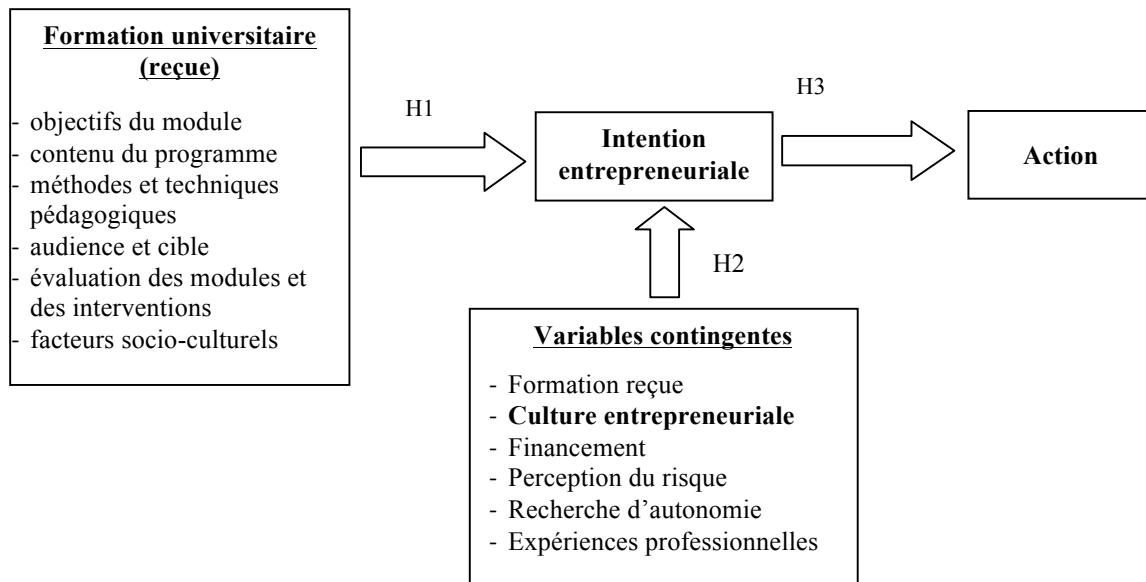 Formation universitaire
(reçue)
- objectifs du module
- contenu du programme
- méthodes et techniques
pédagogiques
- audience et cible
- évaluation des modules et
des interventions
- facteurs socio-culturels
H1
Intention
entrepreneuriale
H3
Action
H2
Variables contingentes
- Formation reçue
- Culture entrepreneuriale
- Financement
- Perception du risque
- Recherche d’autonomie
- Expériences professionnelles